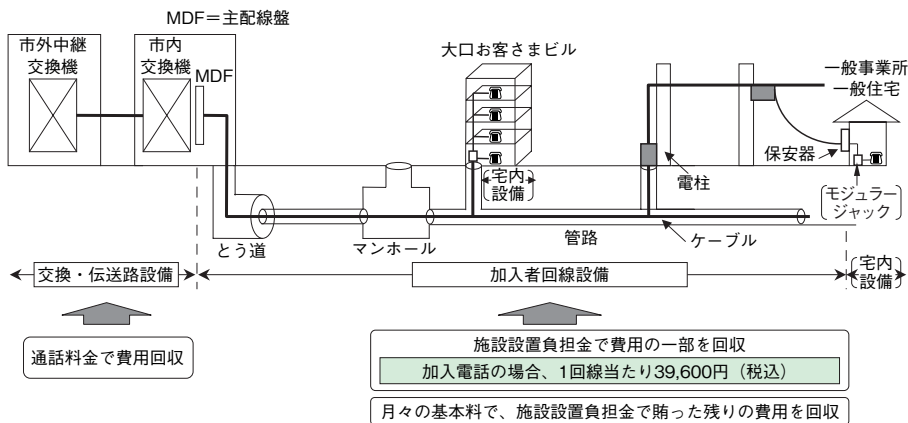 MDF＝主配線盤
市外中継
交換機
市内
交換機
MDF
大口お客さまビル
一般事業所
一般住宅
保安器
宅内
設備
電柱
モジュラー
ジャック
とう道
マンホール
管路
ケーブル
交換・伝送路設備
加入者回線設備
宅内
設備
通話料金で費用回収
施設設置負担金で費用の一部を回収
加入電話の場合、1回線当たり39,600円（税込）
月々の基本料で、施設設置負担金で賄った残りの費用を回収